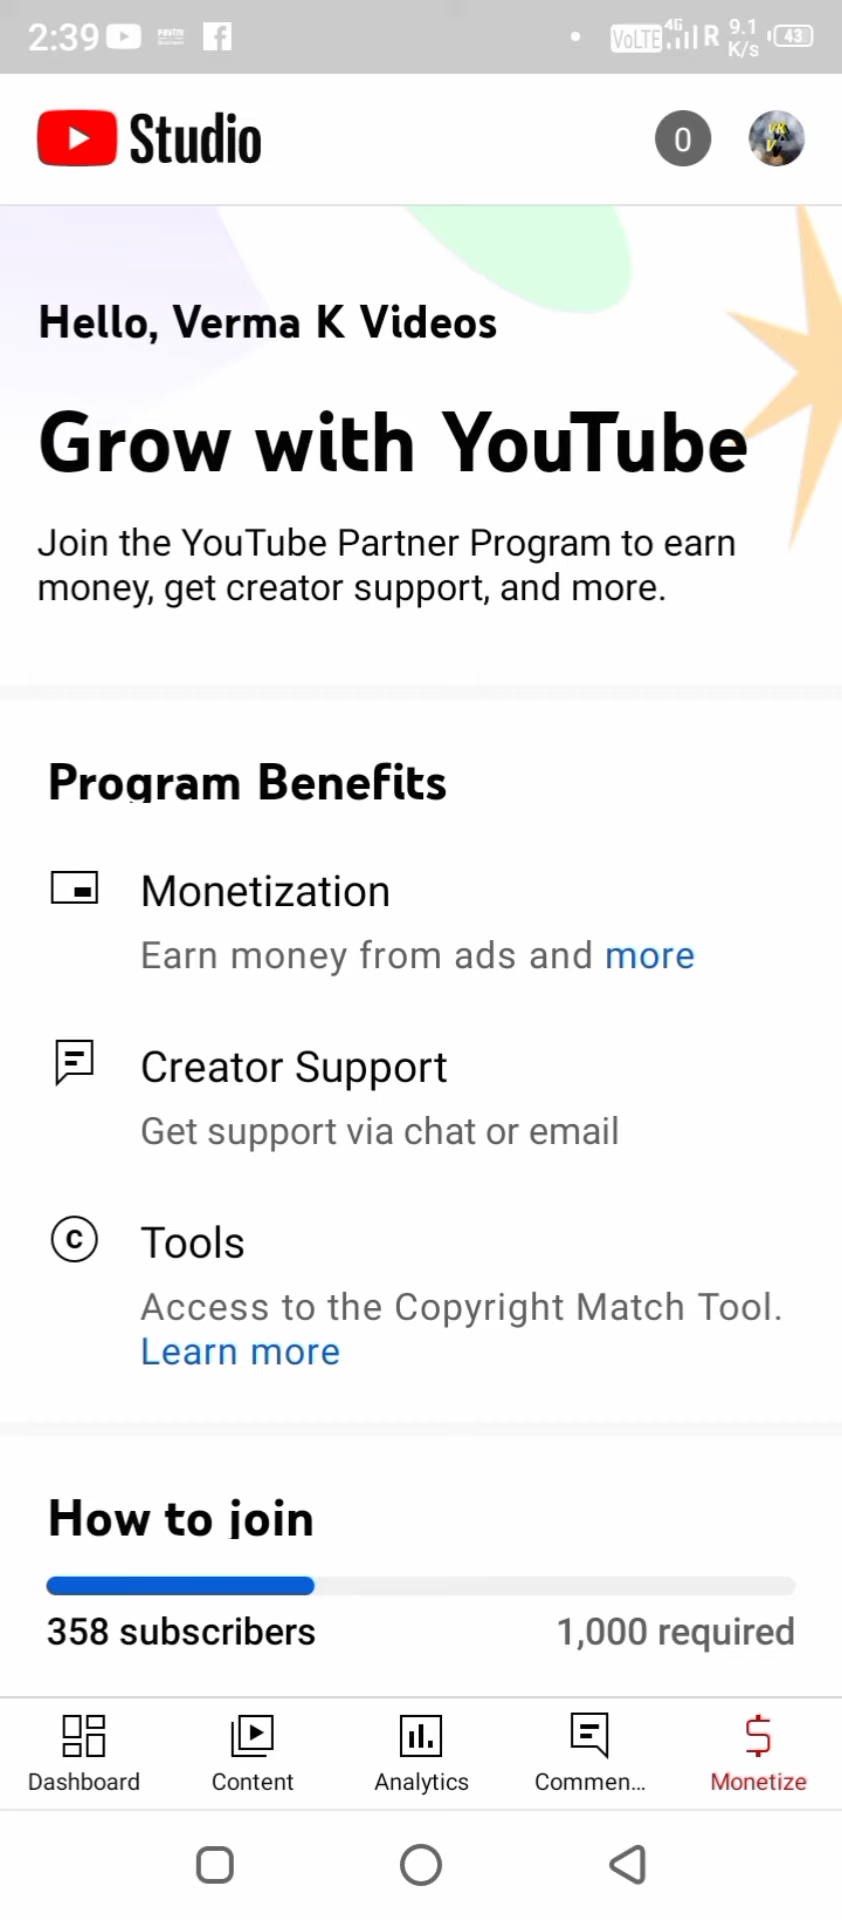 2:39 paytm Business VoLTE 4G R 9.1 K/s 43
Studio
0
Hello, Verma K Videos
Grow with YouTube
Join the YouTube Partner Program to earn
money, get creator support, and more.
Program Benefits
Monetization
Earn money from ads and more
Creator Support
Get support via chat or email
C Tools
Access to the Copyright Match Tool.
Learn more
How to join
358 subscribers 1,000 required
Dashboard Content Analytics Commen... Monetize